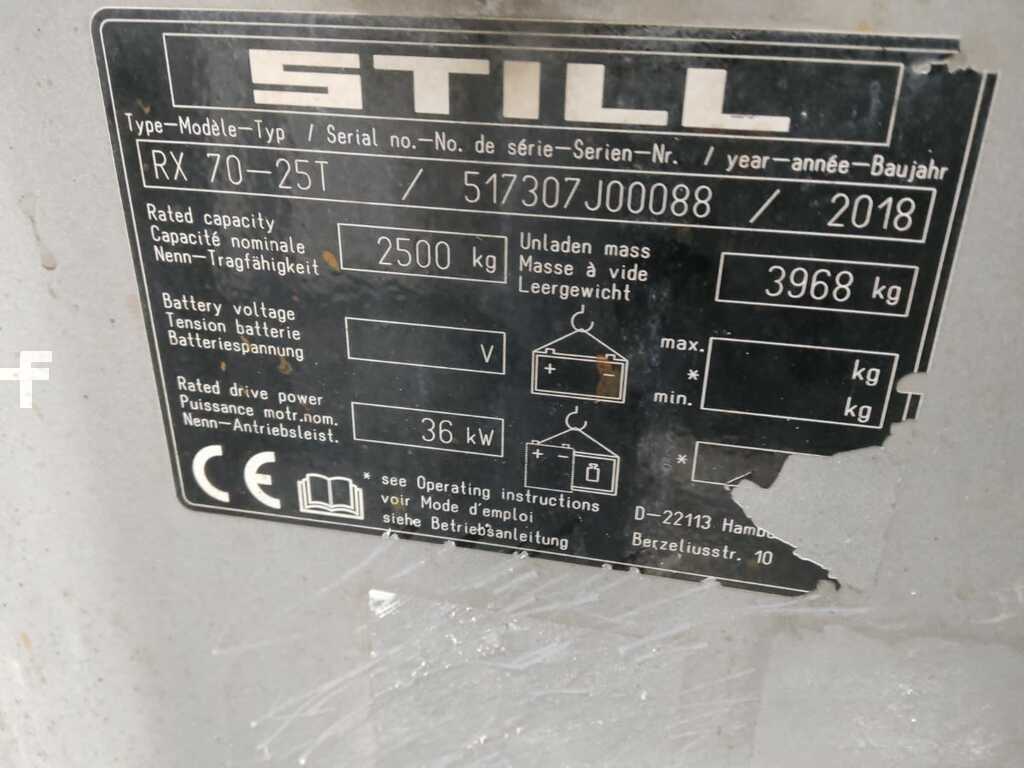 STILL
Type-Modèle-Typ / Serial no.-No. de série-Serien-Nr. / year-année-Baujahr
RX 70-25T / 517307J00088 / 2018
Rated capacity
Capacité nominale
Nenn-Tragfähigkeit
2500 kg
Unladen mass
Masse à vide
Leergewicht
3968 kg
Battery voltage
Tension batterie
Batteriespannung
V
max.
*
min.
kg
kg
Rated drive power
Puissance motr.nom.
Nenn-Antriebsleist.
36 kW
*
CE
* see Operating instructions
voir Mode d'emploi
siehe Betriebsanleitung
D-22113
Berzeliusstr. 10